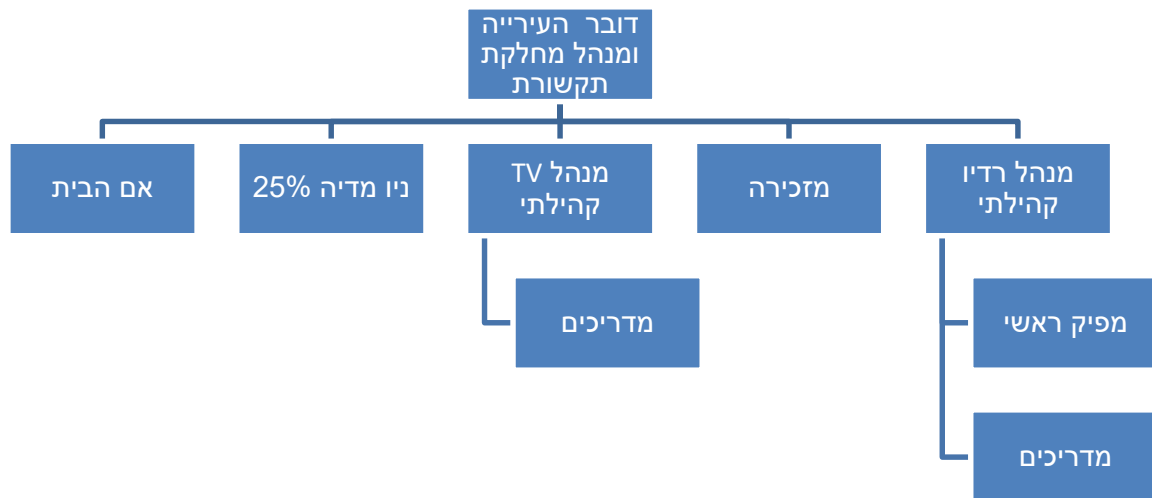 דובר העירייה
ומנהל מחלקת
תקשורת
מנהל רדיו
קהילתי
מזכירה
מנהל TV
קהילתי
ניו מדיה 25%
אם הבית
מפיק ראשי
מדריכים
מדריכים